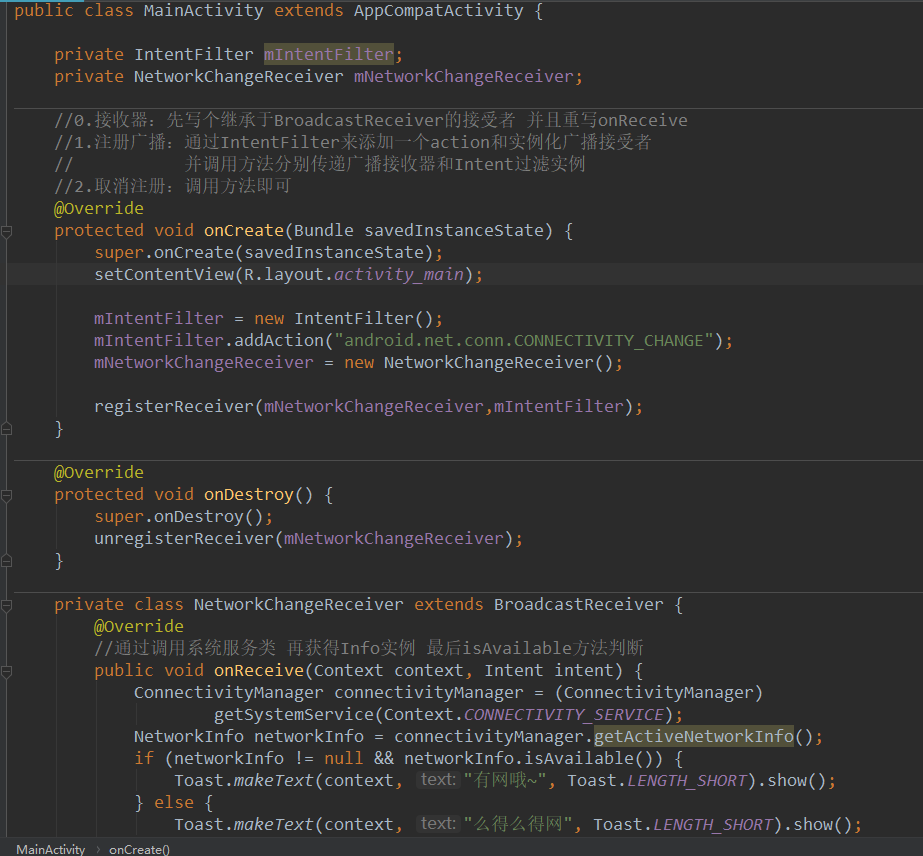 public class MainActivity extends AppCompatActivity {
private IntentFilter mIntentFilter;
private NetworkChangeReceiver mNetworkChangeReceiver;
//0.接收器：先写个继承于BroadcastReceiver的接受者 并且重写onReceive
//1.注册广播：通过IntentFilter来添加一个action和实例化广播接受者
//          并调用方法分别传递广播接收器和Intent过滤实例
//2.取消注册：调用方法即可
@Override
protected void onCreate(Bundle savedInstanceState) {
super.onCreate(savedInstanceState);
setContentView(R.layout.activity_main);
mIntentFilter = new IntentFilter();
mIntentFilter.addAction("android.net.conn.CONNECTIVITY_CHANGE");
mNetworkChangeReceiver = new NetworkChangeReceiver();
registerReceiver(mNetworkChangeReceiver,mIntentFilter);
}
@Override
protected void onDestroy() {
super.onDestroy();
unregisterReceiver(mNetworkChangeReceiver);
}
private class NetworkChangeReceiver extends BroadcastReceiver {
@Override
//通过调用系统服务类 再获得Info实例 最后isAvailable方法判断
public void onReceive(Context context, Intent intent) {
ConnectivityManager connectivityManager = (ConnectivityManager)
getSystemService(Context.CONNECTIVITY_SERVICE);
NetworkInfo networkInfo = connectivityManager.getActiveNetworkInfo();
if (networkInfo != null && networkInfo.isAvailable()) {
Toast.makeText(context, text: "有网哦~", Toast.LENGTH_SHORT).show();
} else {
Toast.makeText(context, text: "么得么得网", Toast.LENGTH_SHORT).show();
MainActivity › onCreate()